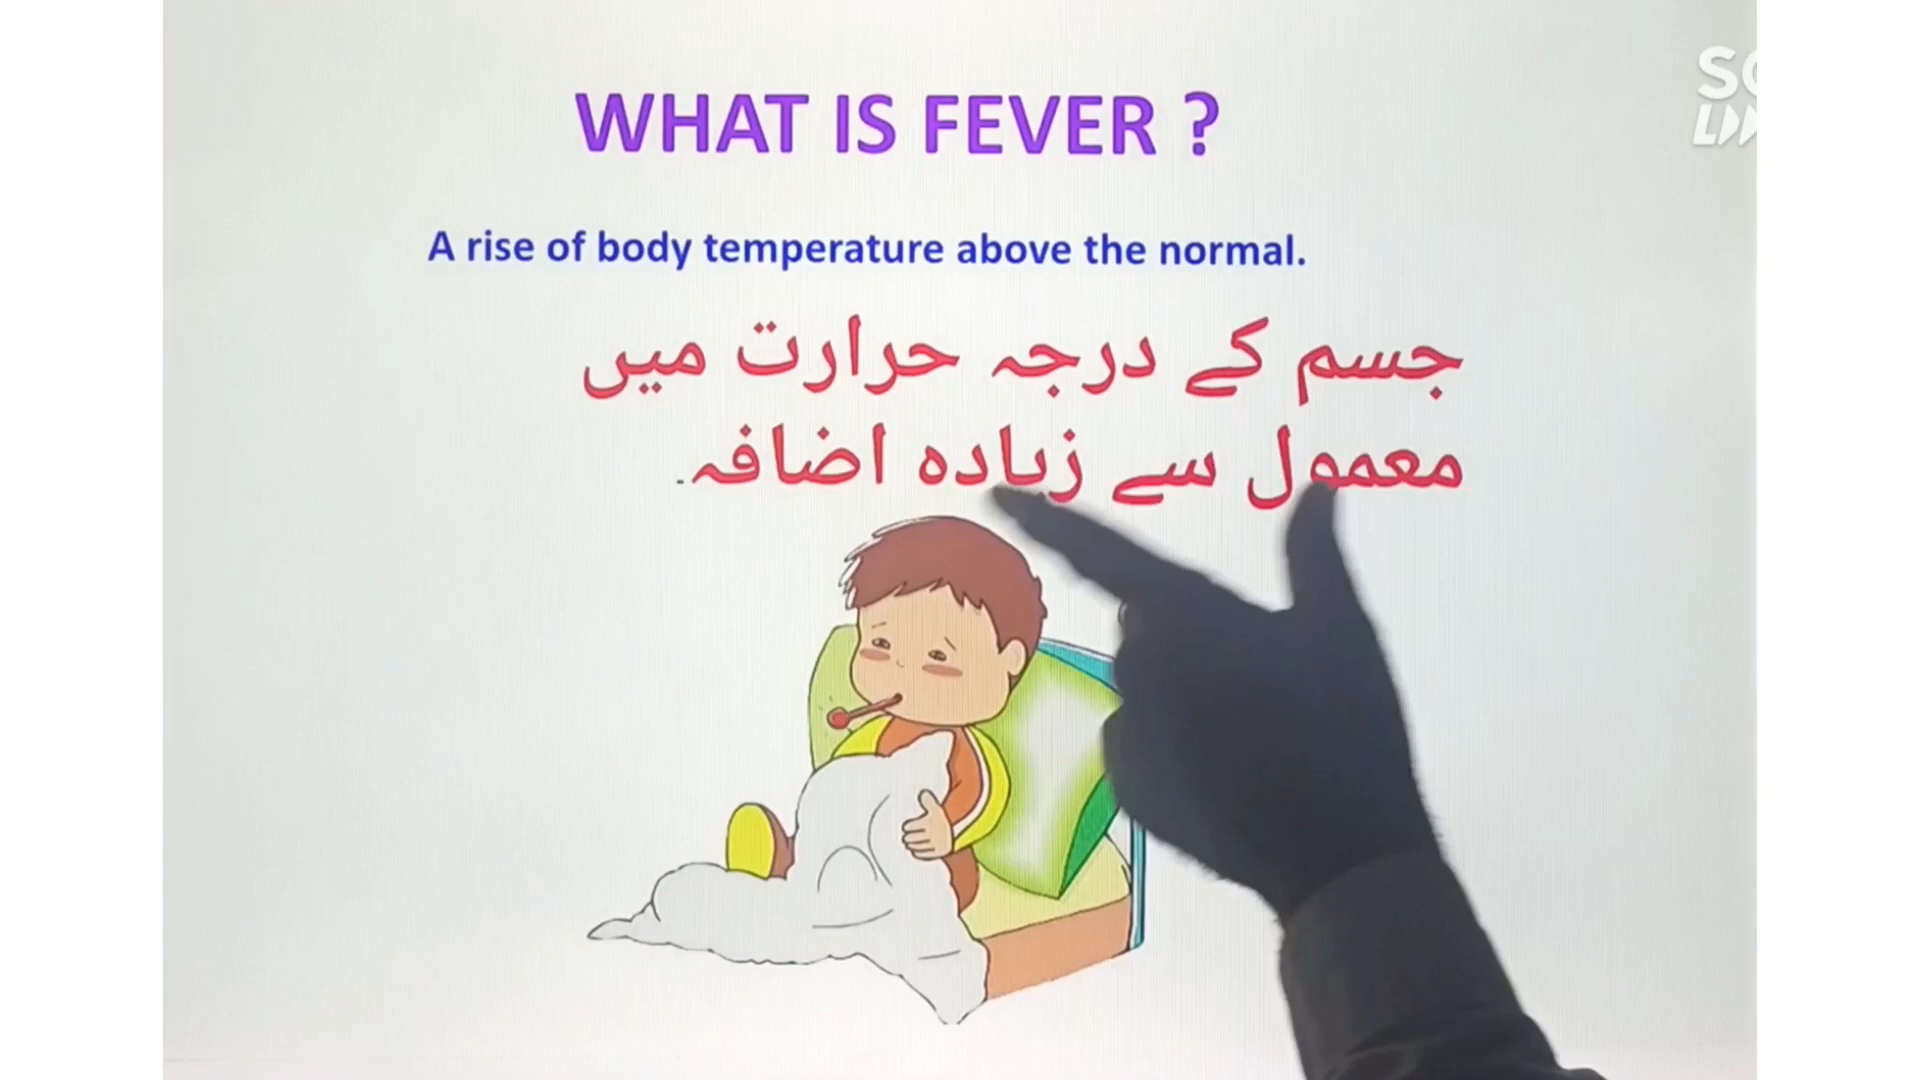 WHAT IS FEVER ?
A rise of body temperature above the normal.
جسم کے درجہ حرارت میں
معمول سے زیادہ اضافہ۔